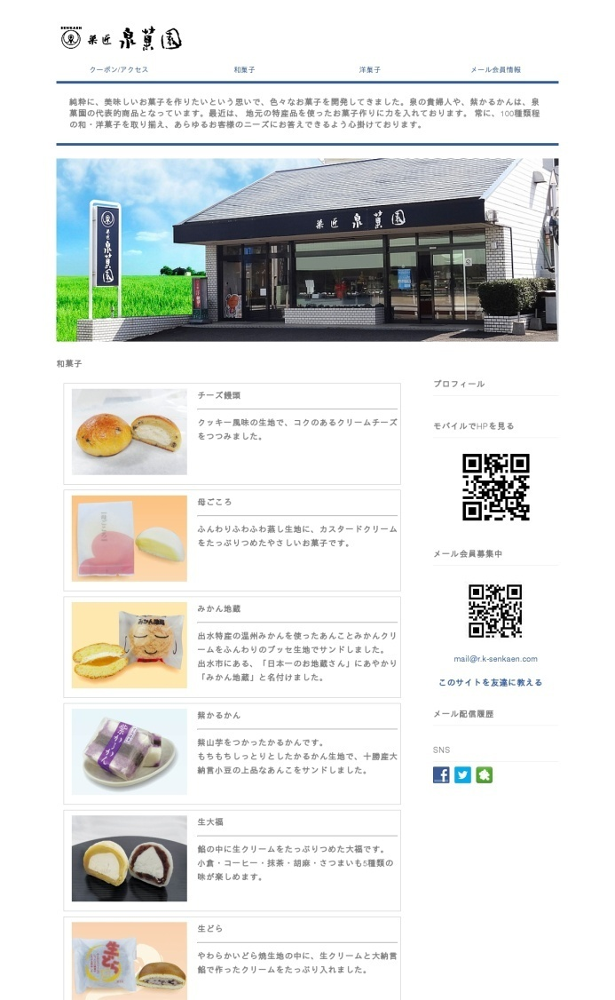 SENKAEN
泉
菓匠 泉菓園
クーポン/アクセス 和菓子 洋菓子 メール会員情報
純粋に、美味しいお菓子を作りたいという思いで、色々なお菓子を開発してきました。泉の貴婦人や、紫かるかんは、泉
菓園の代表的商品となっています。最近は、 地元の特産品を使ったお菓子作りに力を入れております。 常に、100種類程
の和・洋菓子を取り揃え、あらゆるお客様のニーズにお答えできるよう心掛けております。
菓匠 泉菓園
菓匠 泉菓園
和菓子
チーズ饅頭
クッキー風味の生地で、コクのあるクリームチーズ
をつつみました。
母ごころ
ふんわりふわふわ蒸し生地に、カスタードクリーム
をたっぷりつめたやさしいお菓子です。
みかん地蔵
みかん地蔵
出水特産の温州みかんを使ったあんことみかんクリ
ームをふんわりのブッセ生地でサンドしました。
出水市にある、「日本一のお地蔵さん」にあやかり
「みかん地蔵」と名付けました。
紫かるかん
紫かるかん
紫山芋をつかったかるかんです。
もちもちしっとりとしたかるかん生地で、十勝産大
納言小豆の上品なあんこをサンドしました。
生大福
餡の中に生クリームをたっぷりつめた大福です。
小倉・コーヒー・抹茶・胡麻・さつまいも5種類の
味が楽しめます。
生どら
生どら
やわらかいどら焼生地の中に、生クリームと大納言
餡で作ったクリームをたっぷり入れました。
プロフィール
モバイルでHPを見る
メール会員募集中
mail@r.k-senkaen.com
このサイトを友達に教える
メール配信履歴
SNS